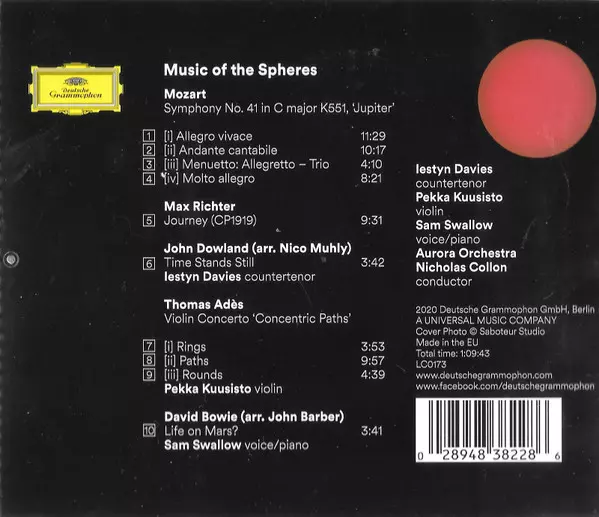 Deutsche
Grammophon
Music of the Spheres
Mozart
Symphony No. 41 in C major K551, ‘Jupiter’
1 [i] Allegro vivace 11:29
2 [ii] Andante cantabile 10:17
3 [iii] Menuetto: Allegretto – Trio 4:10
4 [iv] Molto allegro 8:21
Max Richter
5 Journey (CP1919) 9:31
John Dowland (arr. Nico Muhly)
6 Time Stands Still 3:42
Iestyn Davies countertenor
Thomas Adès
Violin Concerto ‘Concentric Paths’
7 [i] Rings 3:53
8 [ii] Paths 9:57
9 [iii] Rounds 4:39
Pekka Kuusisto violin
David Bowie (arr. John Barber)
10 Life on Mars? 3:41
Sam Swallow voice/piano
Iestyn Davies
countertenor
Pekka Kuusisto
violin
Sam Swallow
voice/piano
Aurora Orchestra
Nicholas Collon
conductor
2020 Deutsche Grammophon GmbH, Berlin
A UNIVERSAL MUSIC COMPANY
Cover Photo © Saboteur Studio
Made in the EU
Total time: 1:09:43
LC0173
www.deutschegrammophon.com
www.facebook.com/deutschegrammophon
0 28948 38228 6